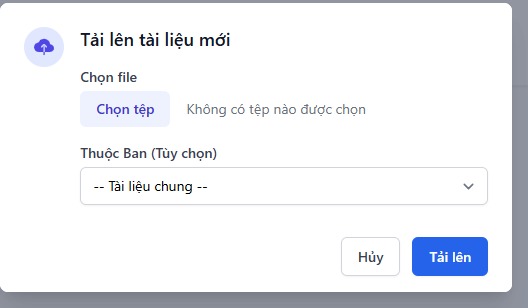 Tải lên tài liệu mới
Chọn file
Chọn tệp Không có tệp nào được chọn
Thuộc Ban (Tùy chọn)
-- Tài liệu chung --
Hủy Tải lên